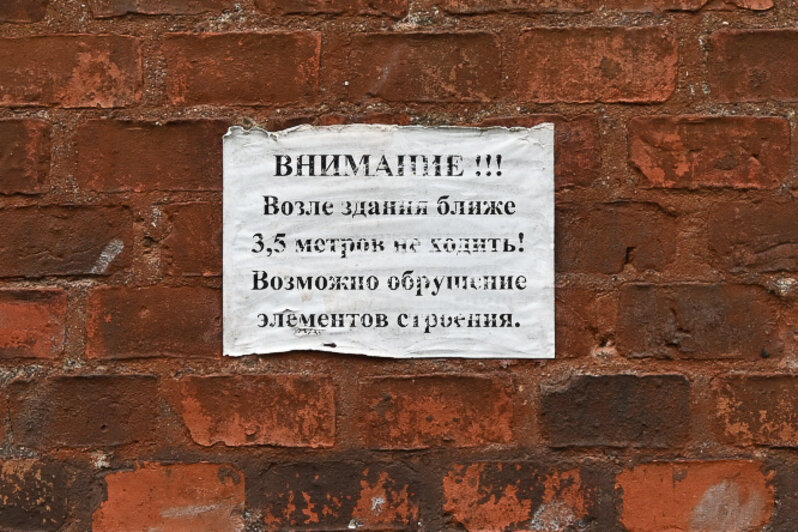 ВНИМАНИЕ !!!
Возле здания ближе
3,5 метров не ходить!
Возможно обрушение
элементов строения.